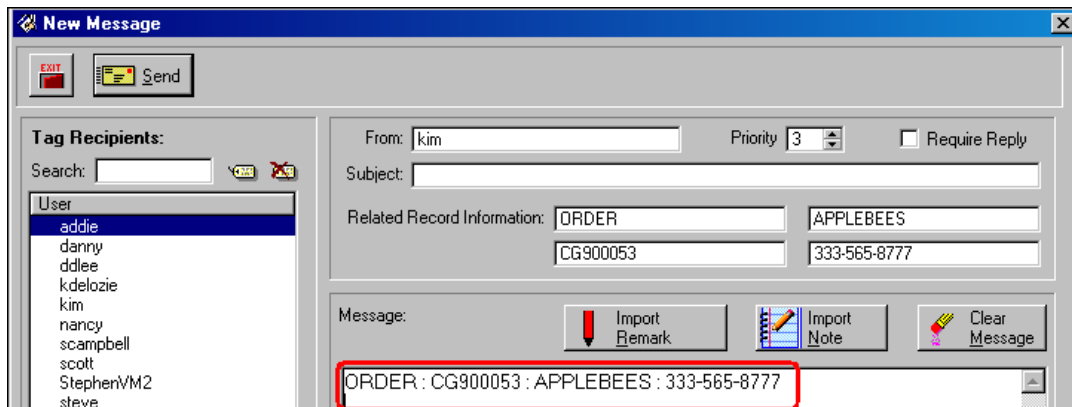 New Message
EXIT
Send
Tag Recipients:
Search:
User
addie
danny
ddlee
kdelozie
kim
nancy
scampbell
scott
StephenVM2
steve
From: kim
Priority 3
Require Reply
Subject:
Related Record Information: ORDER APPLEBEES
CG900053 333-565-8777
Message:
Import
Remark
Import
Note
Clear
Message
ORDER : CG900053 : APPLEBEES : 333-565-8777